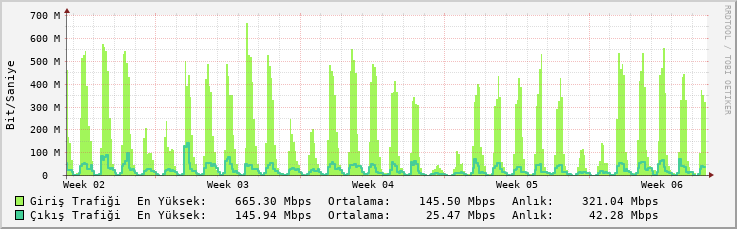 700 M
600 M
500 M
400 M
300 M
200 M
100 M
0
Bit/Saniye
Week 02 Week 03 Week 04 Week 05 Week 06
RRDTOOL / TOBI OETIKER
Giriş Trafiği En Yüksek: 665.30 Mbps Ortalama: 145.50 Mbps Anlık: 321.04 Mbps
Çıkış Trafiği En Yüksek: 145.94 Mbps Ortalama: 25.47 Mbps Anlık: 42.28 Mbps